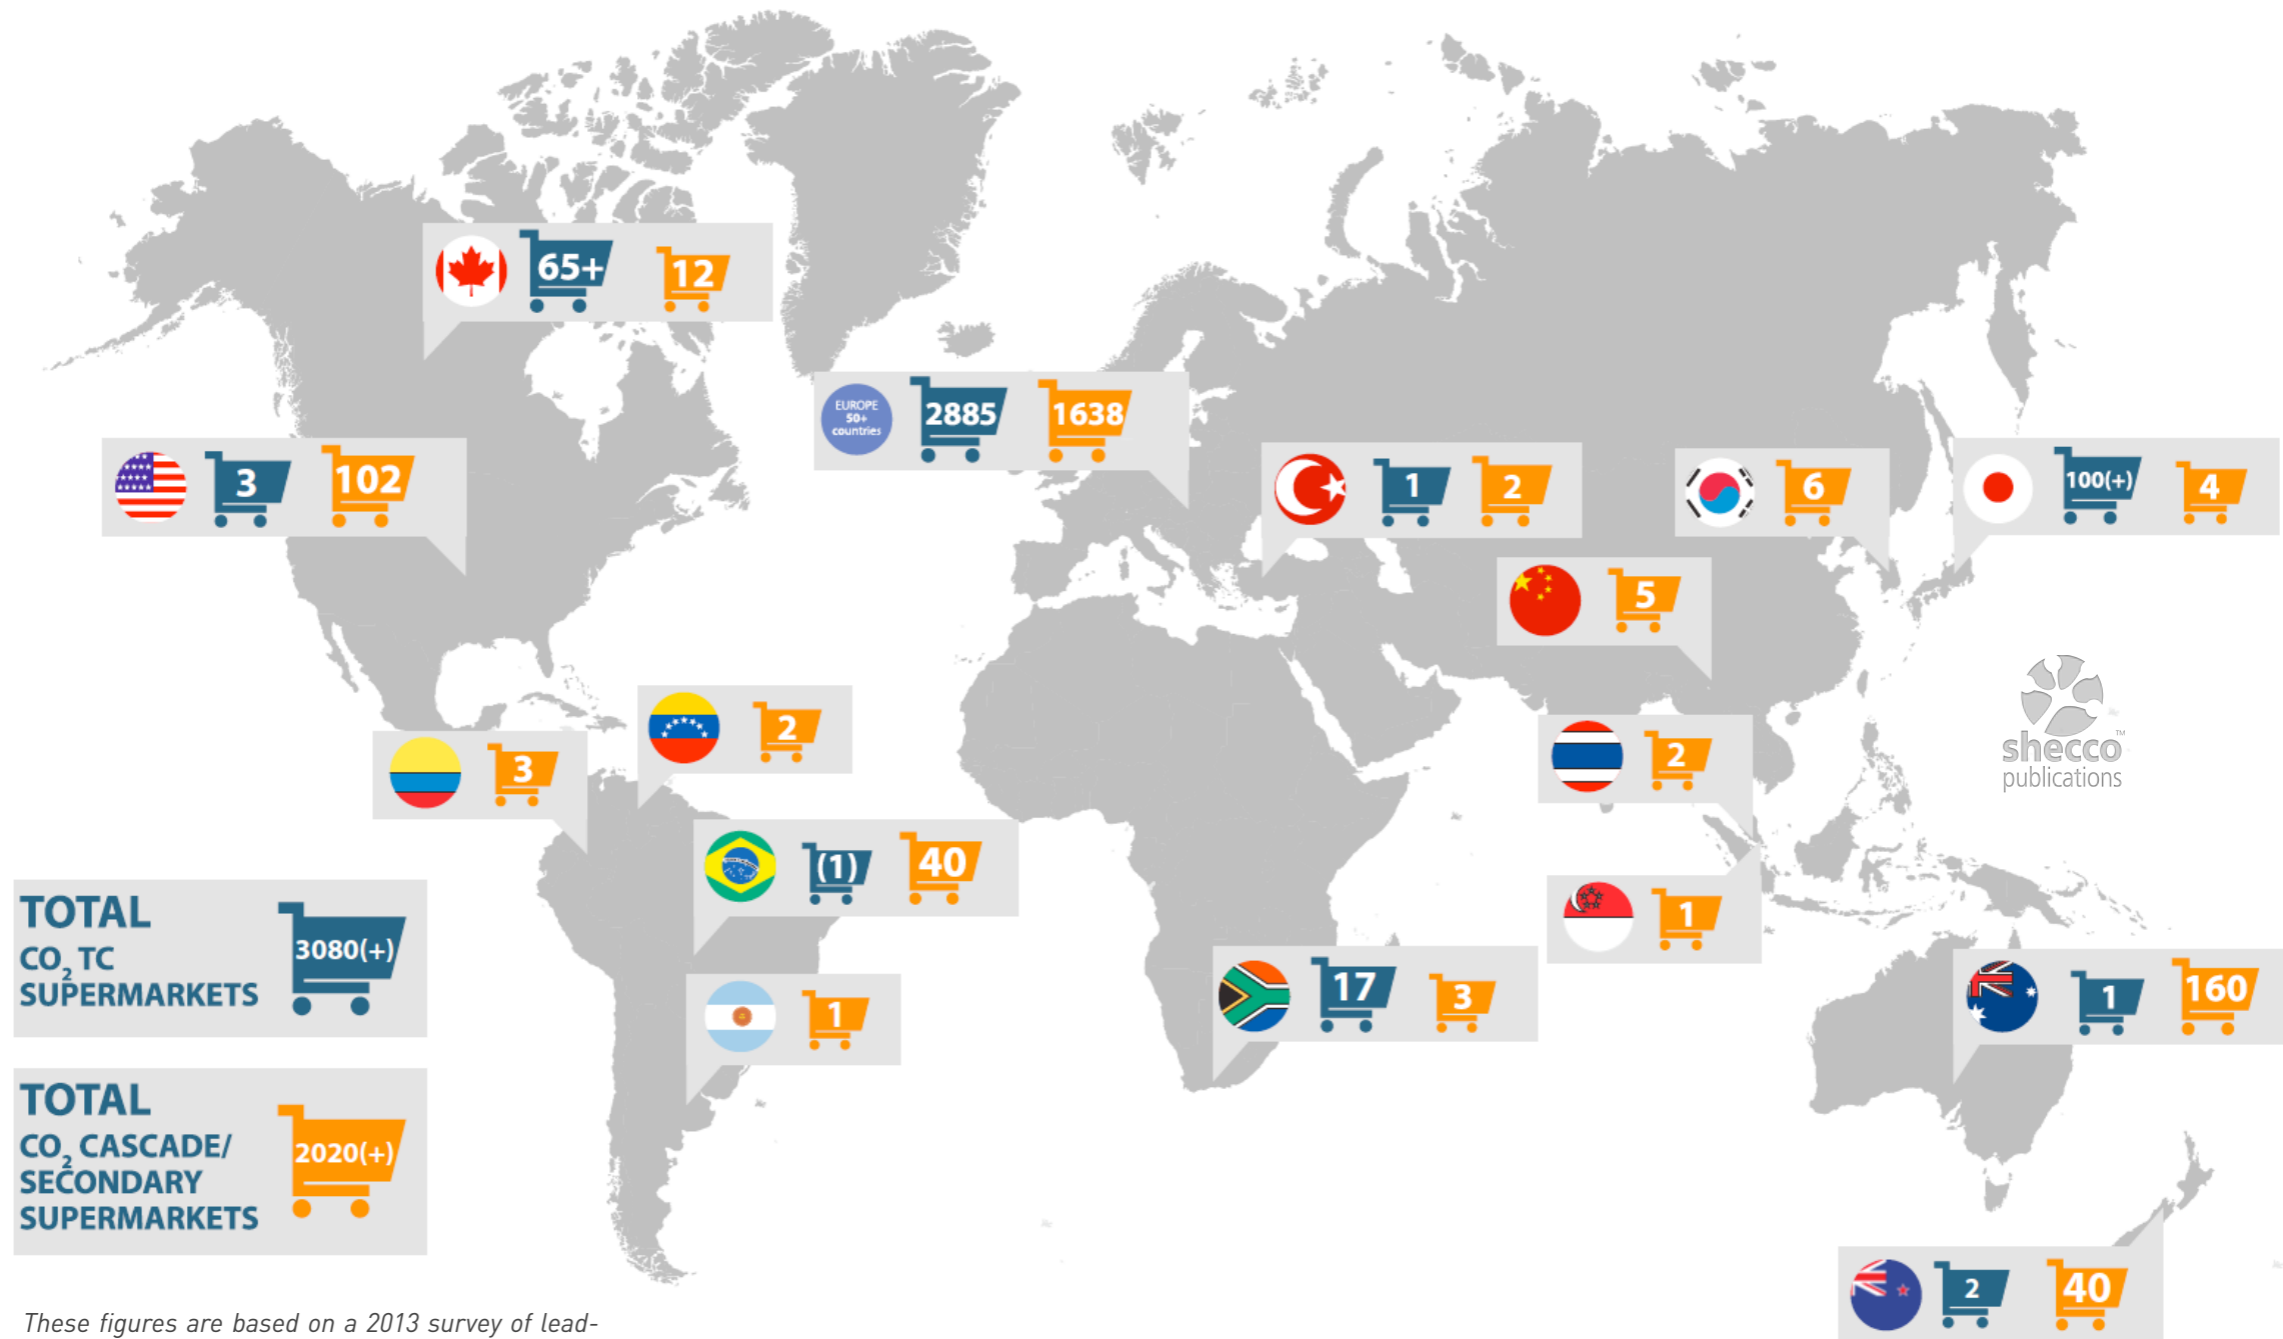 65+ 12
EUROPE
50+
countries
2885 1638
3 102
1 2
6
100(+) 4
5
shecco™
publications
2
3
2
(1) 40
1
TOTAL
CO2 TC
SUPERMARKETS
3080(+)
17 3
1
1 160
1
TOTAL
CO2 CASCADE/
SECONDARY
SUPERMARKETS
2020(+)
2 40
These figures are based on a 2013 survey of lead-